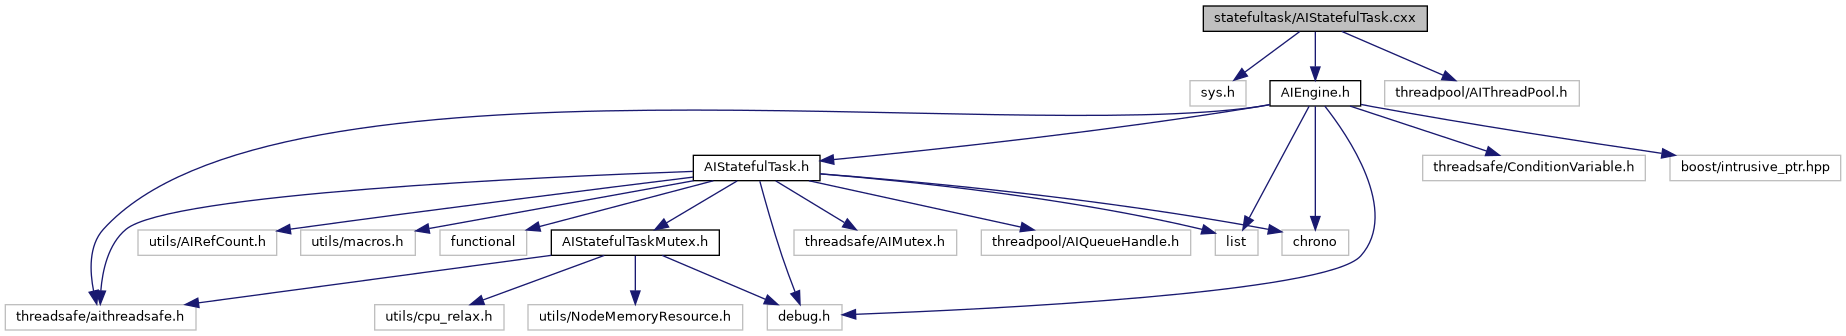 statefultask/AIStatefulTask.cxx
sys.h
AIEngine.h
threadpool/AIThreadPool.h
AIStatefulTask.h
threadsafe/ConditionVariable.h
boost/intrusive_ptr.hpp
utils/AIRefCount.h
utils/macros.h
functional
AIStatefulTaskMutex.h
threadsafe/AIMutex.h
threadpool/AIQueueHandle.h
list
chrono
threadsafe/aithreadsafe.h
utils/cpu_relax.h
utils/NodeMemoryResource.h
debug.h